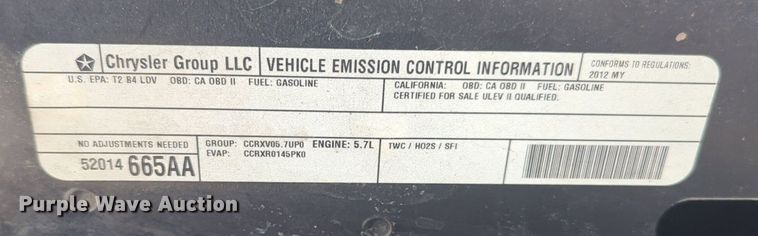 Chrysler Group LLC VEHICLE EMISSION CONTROL INFORMATION CONFORMS TO REGULATIONS:
2012 MY
U.S. EPA: T2 B4 LDV OBD: CA OBD II FUEL: GASOLINE
CALIFORNIA: OBD: CA OBD II FUEL: GASOLINE
CERTIFIED FOR SALE ULEV II QUALIFIED.
NO ADJUSTMENTS NEEDED
52014 665AA
GROUP: CCRXV05.7UP0 ENGINE: 5.7L
EVAP: CCRXR0145PK0
TWC / HO2S / SFI
Purple Wave Auction